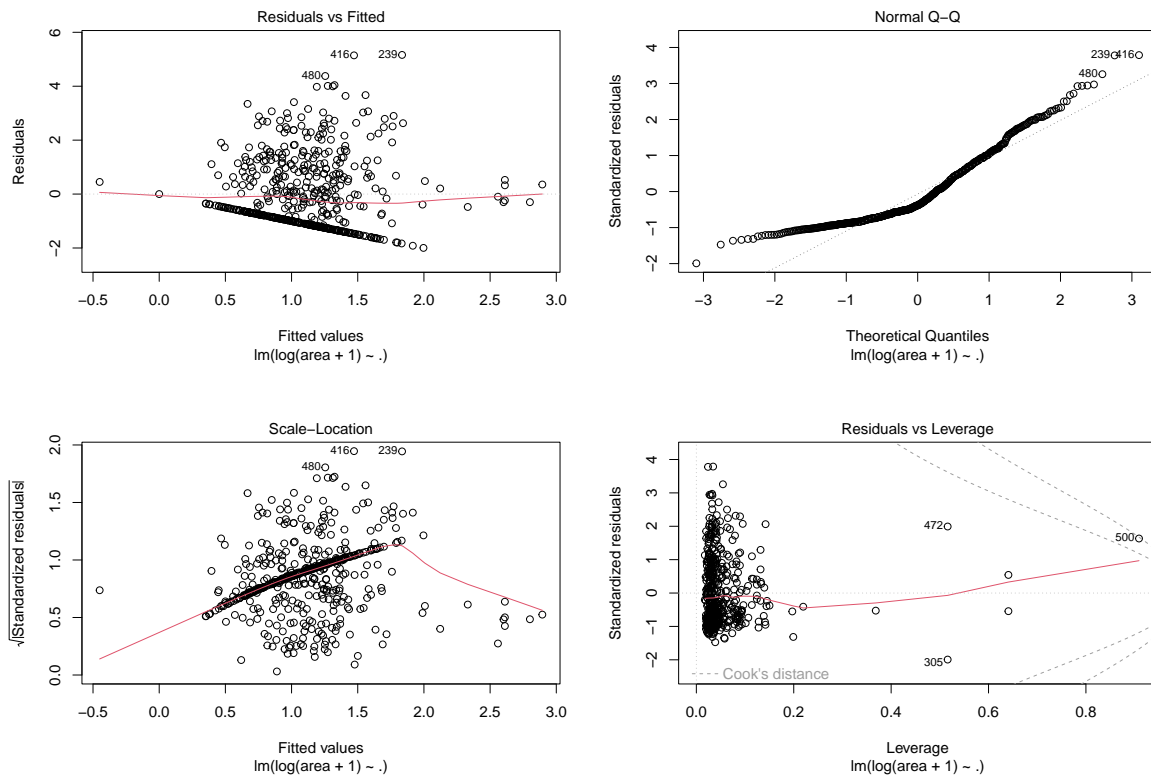 Residuals vs Fitted
Residuals
6
4
2
0
−2
416
239
480
−0.5 0.0 0.5 1.0 1.5 2.0 2.5 3.0
Fitted values
lm(log(area + 1) ~ .)
Normal Q−Q
Standardized residuals
4
3
2
1
0
−1
−2
239
416
480
−3 −2 −1 0 1 2 3
Theoretical Quantiles
lm(log(area + 1) ~ .)
Scale−Location
√|Standardized residuals|
2.0
1.5
1.0
0.5
0.0
416
239
480
−0.5 0.0 0.5 1.0 1.5 2.0 2.5 3.0
Fitted values
lm(log(area + 1) ~ .)
Residuals vs Leverage
Standardized residuals
4
3
2
1
0
−1
−2
472
500
305
Cook's distance
0.0 0.2 0.4 0.6 0.8
Leverage
lm(log(area + 1) ~ .)